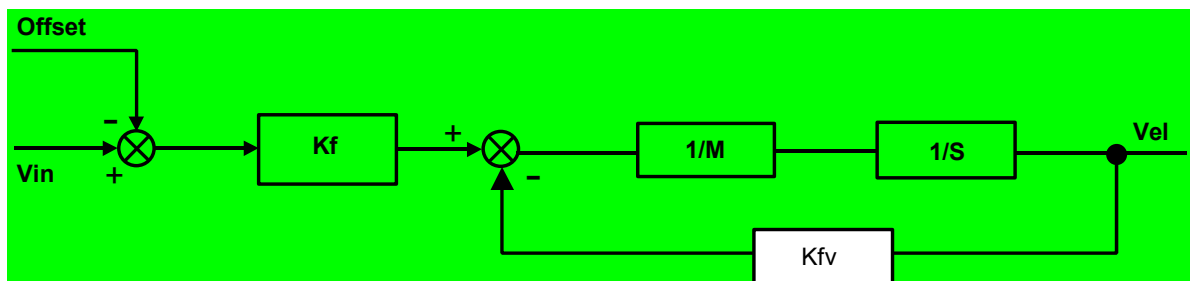 Offset
-
Vin
+
Kf
+
-
1/M
1/S
Vel
Kfv